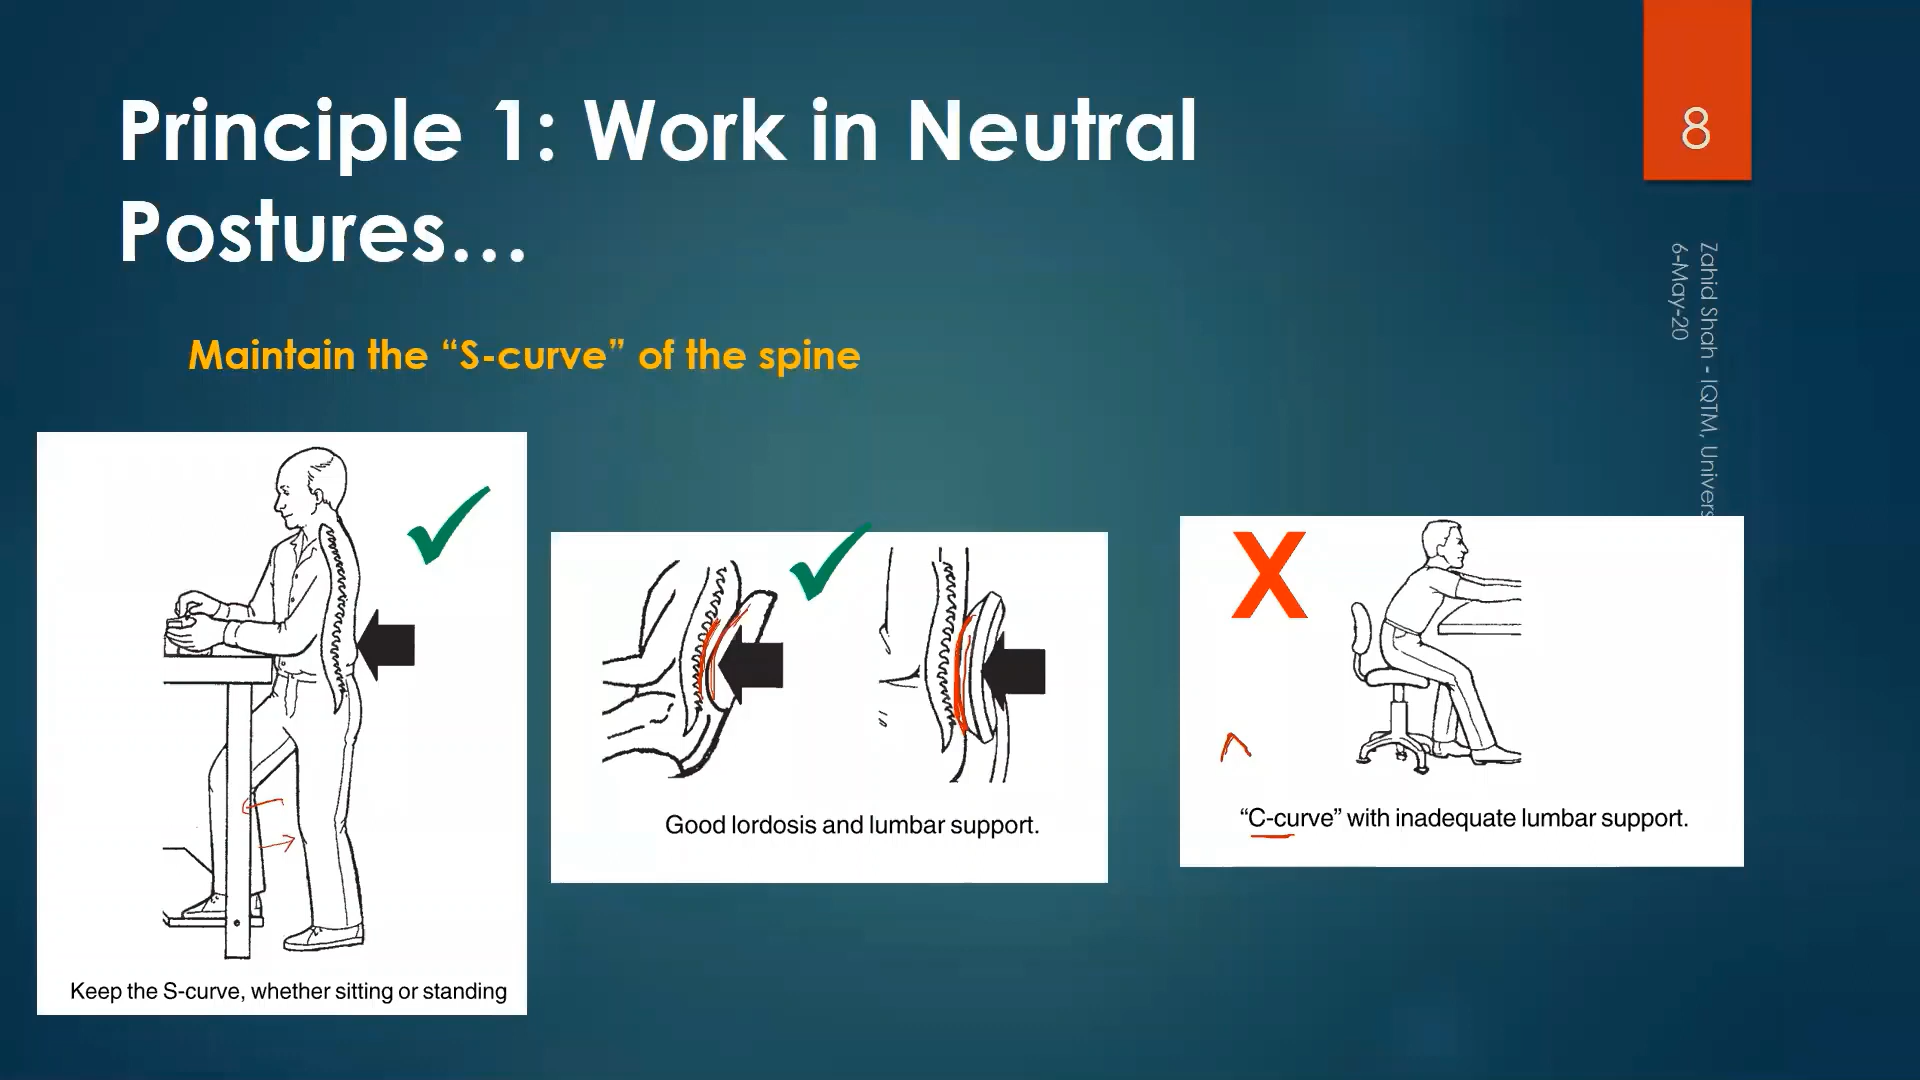 Principle 1: Work in Neutral
Postures...
8
Zahid Shah - IQTM,
6-May-20
Maintain the “S-curve” of the spine
X
Keep the S-curve, whether sitting or standing
Good lordosis and lumbar support.
“C-curve” with inadequate lumbar support.